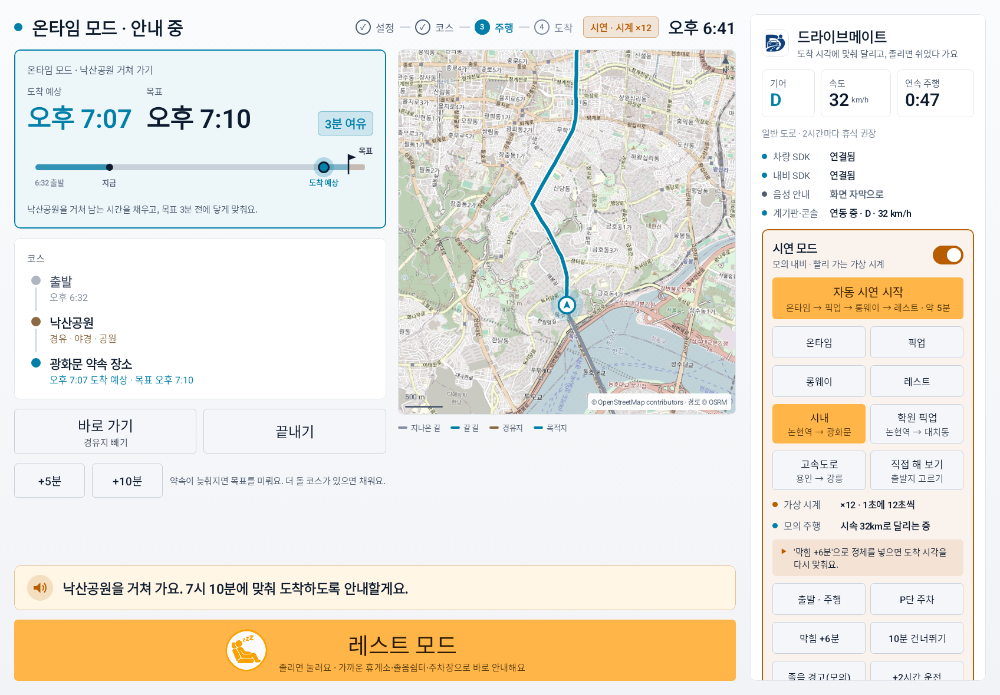 온타임 모드 · 안내 중
설정
코스
3 주행
4 도착
시연 · 시계 ×12
오후 6:41
온타임 모드 · 낙산공원 거쳐 가기
도착 예상
목표
오후 7:07
오후 7:10
3분 여유
목표
6:32 출발
지금
도착 예상
낙산공원을 거쳐 남는 시간을 채우고, 목표 3분 전에 닿게 맞춰요.
코스
출발
오후 6:32
낙산공원
경유 · 야경 · 공원
광화문 약속 장소
오후 7:07 도착 예상 · 목표 오후 7:10
바로 가기
경유지 빼기
끝내기
+5분
+10분
약속이 늦춰지면 목표를 미뤄요. 더 돌 코스가 있으면 채워요.
500 m
© OpenStreetMap contributors · 경로 © OSRM
지나온 길
갈 길
경유지
목적지
낙산공원을 거쳐 가요. 7시 10분에 맞춰 도착하도록 안내할게요.
레스트 모드
졸리면 눌러요 · 가까운 휴게소·졸음쉼터·주차장으로 바로 안내해요
드라이브메이트
도착 시각에 맞춰 달리고, 졸리면 쉬었다 가요
기어
D
속도
32 km/h
연속 주행
0:47
일반 도로 · 2시간마다 휴식 권장
차량 SDK 연결됨
내비 SDK 연결됨
음성 안내 화면 자막으로
계기판·콘솔 연동 중 · D · 32 km/h
시연 모드
모의 내비 · 빨리 가는 가상 시계
자동 시연 시작
온타임 → 픽업 → 롱웨이 → 레스트 · 약 5분
온타임
픽업
롱웨이
레스트
시내
논현역 → 광화문
학원 픽업
논현역 → 대치동
고속도로
용인 → 강릉
직접 해 보기
출발지 고르기
가상 시계 ×12 · 1초에 12초씩
모의 주행 시속 32km로 달리는 중
'막힘 +6분'으로 정체를 넣으면 도착 시각을
다시 맞춰요.
출발 · 주행
P단 주차
막힘 +6분
10분 건너뛰기
졸음 경고(모의)
+2시간 운전